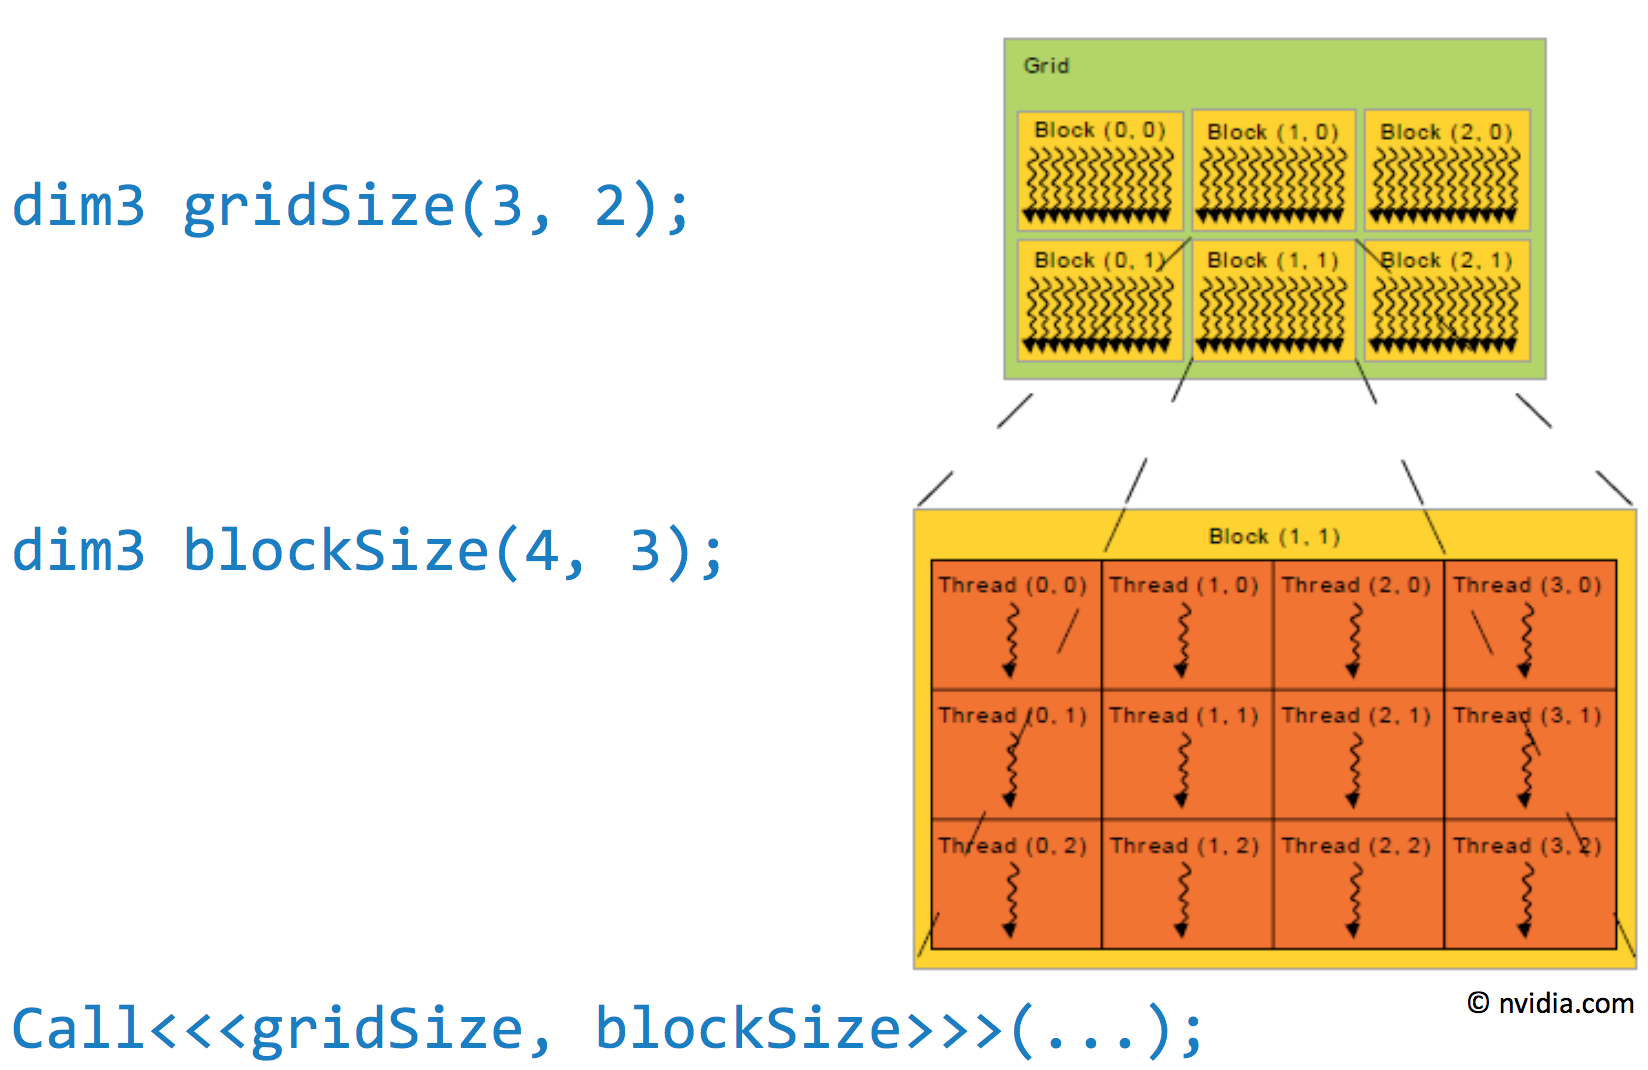 Grid
Block (0, 0) Block (1, 0) Block (2, 0)
dim3 gridSize(3, 2);
Block (0, 1) Block (1, 1) Block (2, 1)
dim3 blockSize(4, 3);
Block (1, 1)
Thread (0, 0) Thread (1, 0) Thread (2, 0) Thread (3, 0)
Thread (0, 1) Thread (1, 1) Thread (2, 1) Thread (3, 1)
Thread (0, 2) Thread (1, 2) Thread (2, 2) Thread (3, 2)
© nvidia.com
Call<<<gridSize, blockSize>>>(...);